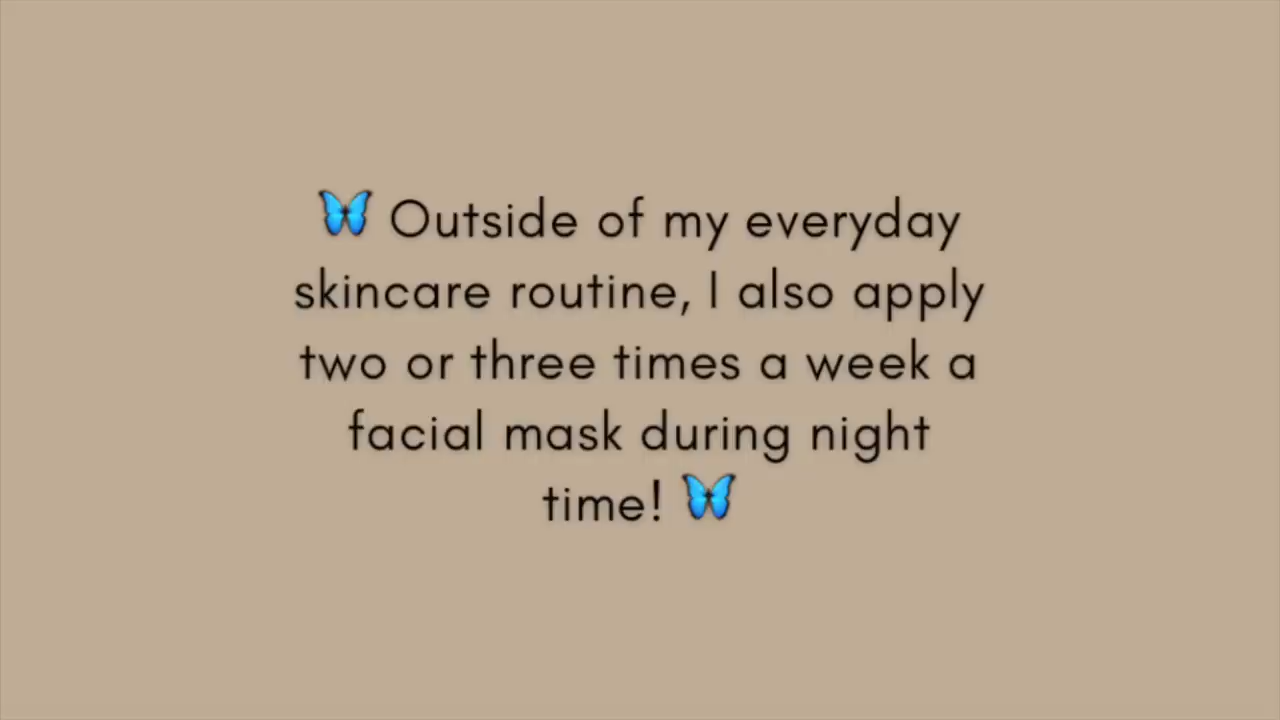 🦋 Outside of my everyday
skincare routine, I also apply
two or three times a week a
facial mask during night
time! 🦋